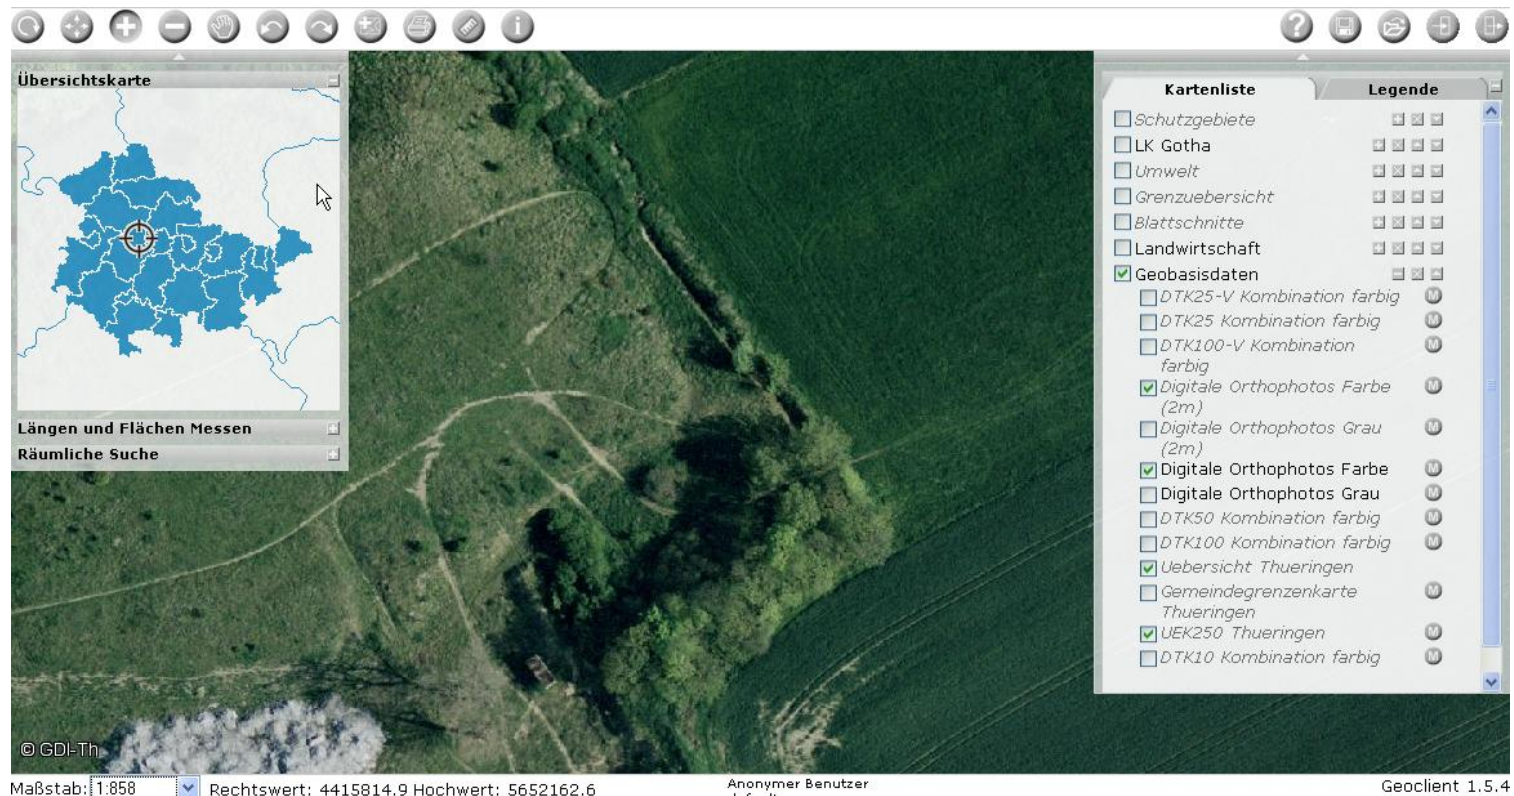 Übersichtskarte
Längen und Flächen Messen
Räumliche Suche
Kartenliste
Legende
Schutzgebiete
LK Gotha
Umwelt
Grenzuebersicht
Blattschnitte
Landwirtschaft
Geobasisdaten
DTK25-V Kombination farbig
M
DTK25 Kombination farbig
M
DTK100-V Kombination
M
farbig
Digitale Orthophotos Farbe
M
(2m)
Digitale Orthophotos Grau
M
(2m)
Digitale Orthophotos Farbe
M
Digitale Orthophotos Grau
M
DTK50 Kombination farbig
M
DTK100 Kombination farbig
M
Uebersicht Thueringen
Gemeindegrenzenkarte
M
Thueringen
UEK250 Thueringen
M
DTK10 Kombination farbig
M
© GDI-Th
Maßstab: 1:858
Rechtswert: 4415814.9 Hochwert: 5652162.6
Anonymer Benutzer
Geoclient 1.5.4